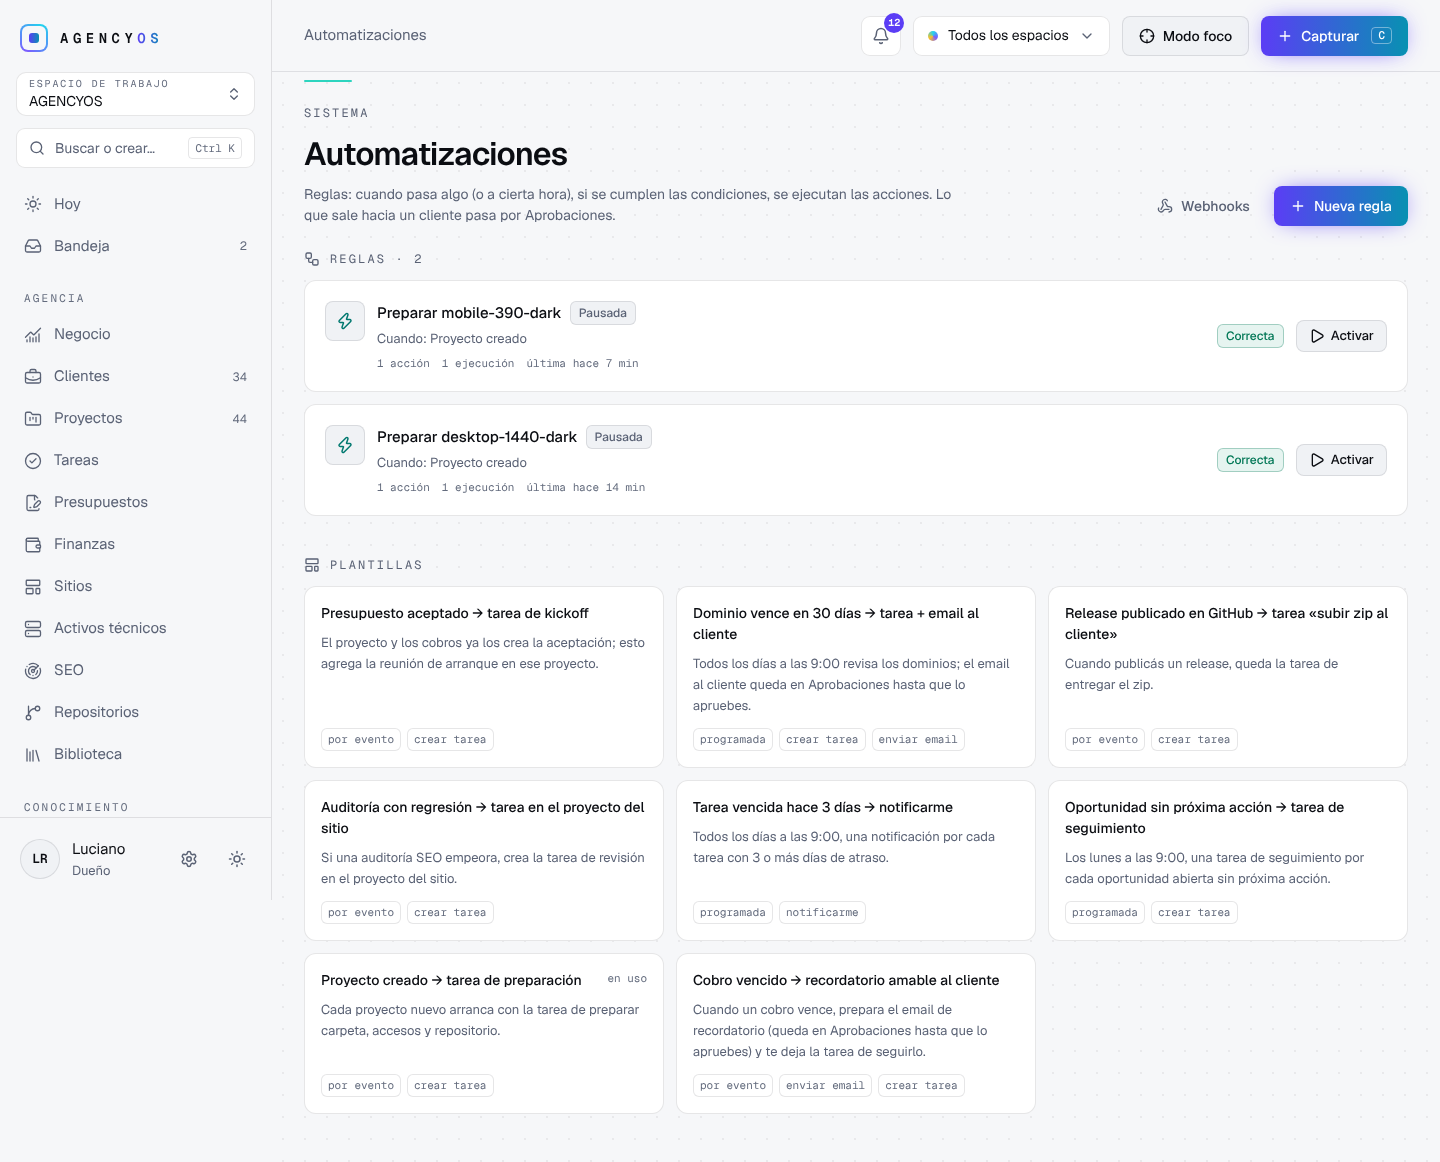 AGENCYOS
ESPACIO DE TRABAJO
AGENCYOS
Buscar o crear...
Ctrl K
Hoy
Bandeja
2
AGENCIA
Negocio
Clientes
34
Proyectos
44
Tareas
Presupuestos
Finanzas
Sitios
Activos técnicos
SEO
Repositorios
Biblioteca
CONOCIMIENTO
LR
Luciano
Dueño
Automatizaciones
12
Todos los espacios
Modo foco
Capturar
C
SISTEMA
Automatizaciones
Reglas: cuando pasa algo (o a cierta hora), si se cumplen las condiciones, se ejecutan las acciones. Lo
que sale hacia un cliente pasa por Aprobaciones.
Webhooks
Nueva regla
REGLAS · 2
Preparar mobile-390-dark
Pausada
Cuando: Proyecto creado
1 acción 1 ejecución última hace 7 min
Correcta
Activar
Preparar desktop-1440-dark
Pausada
Cuando: Proyecto creado
1 acción 1 ejecución última hace 14 min
Correcta
Activar
PLANTILLAS
Presupuesto aceptado → tarea de kickoff
El proyecto y los cobros ya los crea la aceptación; esto
agrega la reunión de arranque en ese proyecto.
por evento
crear tarea
Dominio vence en 30 días → tarea + email al
cliente
Todos los días a las 9:00 revisa los dominios; el email
al cliente queda en Aprobaciones hasta que lo
apruebes.
programada
crear tarea
enviar email
Release publicado en GitHub → tarea «subir zip al
cliente»
Cuando publicás un release, queda la tarea de
entregar el zip.
por evento
crear tarea
Auditoría con regresión → tarea en el proyecto del
sitio
Si una auditoría SEO empeora, crea la tarea de revisión
en el proyecto del sitio.
por evento
crear tarea
Tarea vencida hace 3 días → notificarme
Todos los días a las 9:00, una notificación por cada
tarea con 3 o más días de atraso.
programada
notificarme
Oportunidad sin próxima acción → tarea de
seguimiento
Los lunes a las 9:00, una tarea de seguimiento por
cada oportunidad abierta sin próxima acción.
programada
crear tarea
Proyecto creado → tarea de preparación
en uso
Cada proyecto nuevo arranca con la tarea de preparar
carpeta, accesos y repositorio.
por evento
crear tarea
Cobro vencido → recordatorio amable al cliente
Cuando un cobro vence, prepara el email de
recordatorio (queda en Aprobaciones hasta que lo
apruebes) y te deja la tarea de seguirlo.
por evento
enviar email
crear tarea